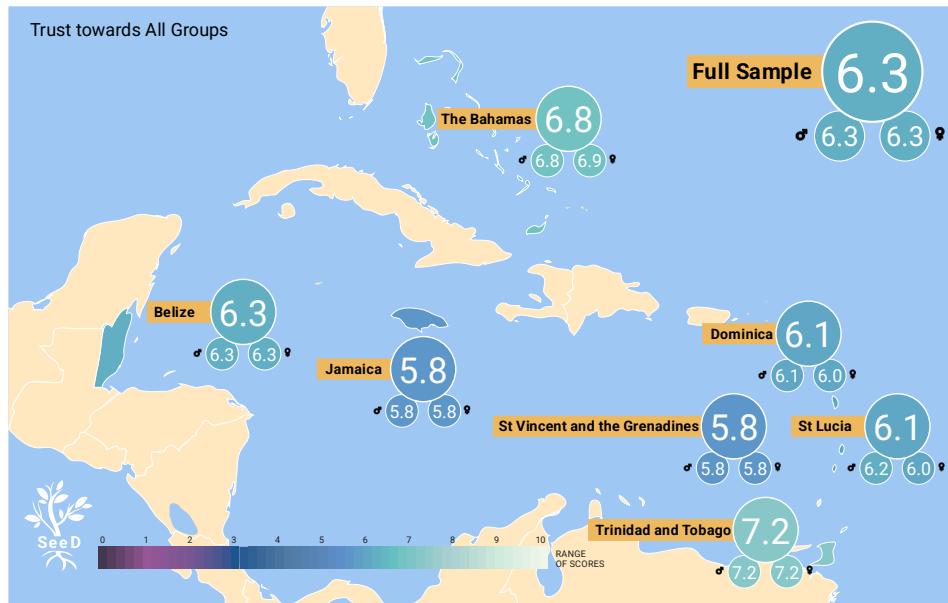 Trust towards All Groups
Full Sample
6.3
6.3 6.3
The Bahamas
6.8
6.8 6.9
Belize
6.3
6.3 6.3
Jamaica
5.8
5.8 5.8
Dominica
6.1
6.1 6.0
St Vincent and the Grenadines
5.8
5.8 5.8
St Lucia
6.1
6.2 6.0
Trinidad and Tobago
7.2
7.2 7.2
SeeD
0 1 2 3 4 5 6 7 8 9 10
RANGE
OF SCORES